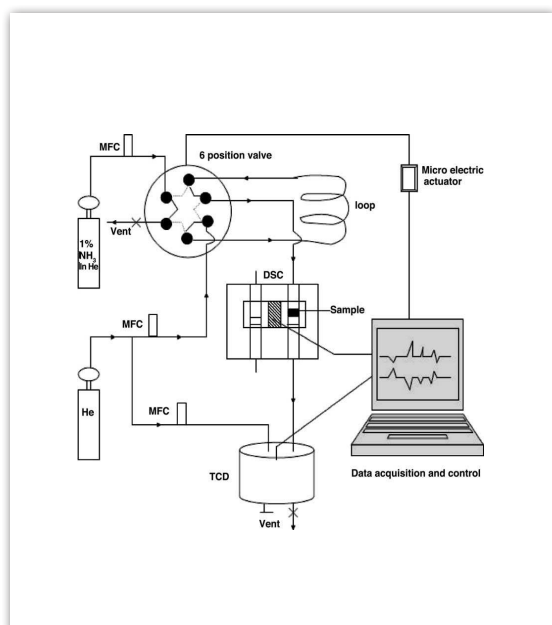 MFC
6 position valve
Micro electric
actuator
loop
Vent
1%
NH3
In He
DSC
Sample
MFC
He
MFC
TCD
Data acquisition and control
Vent